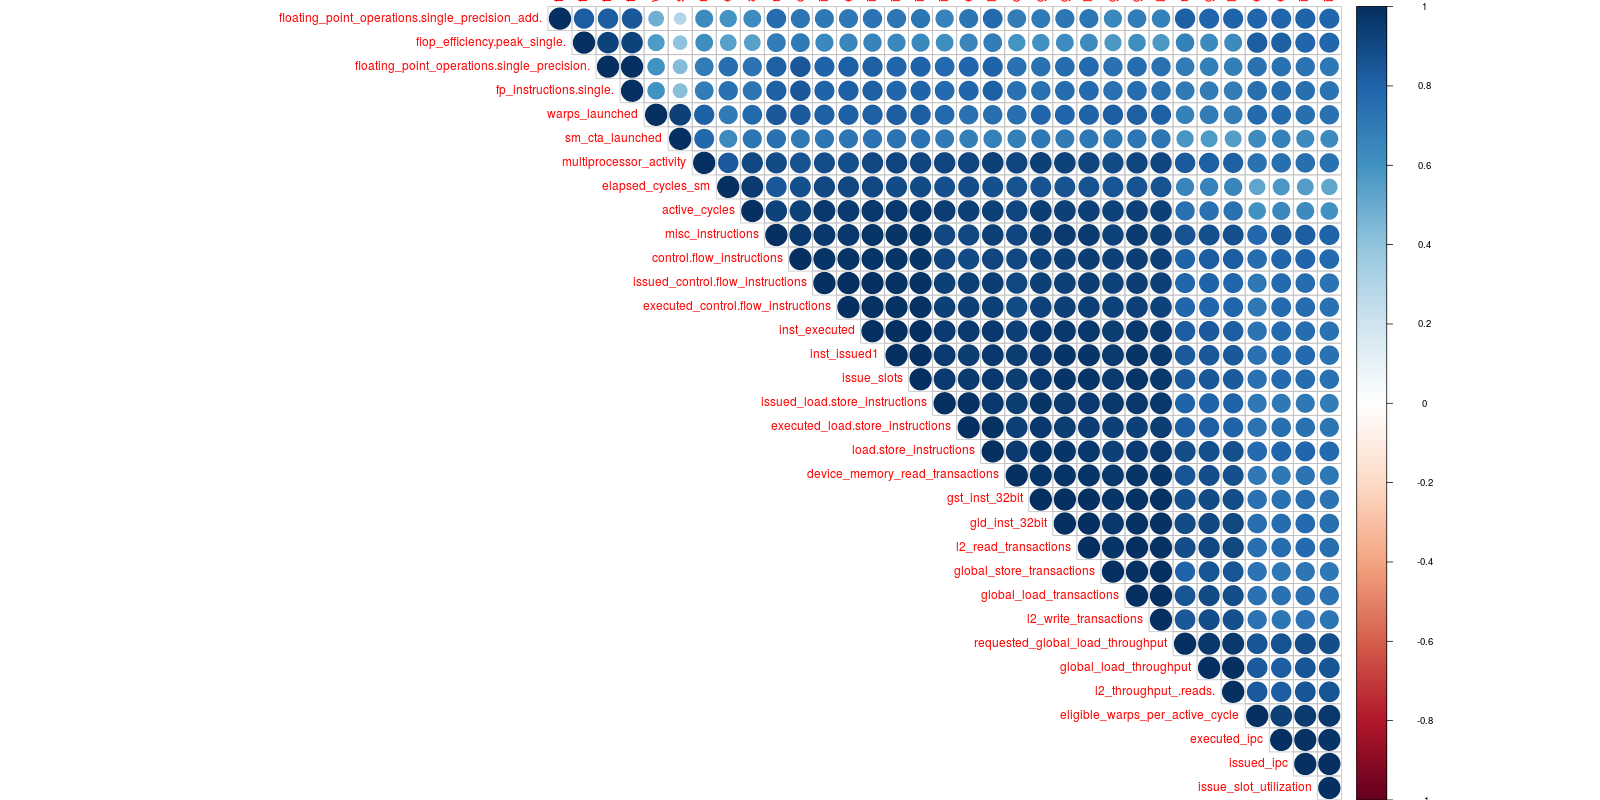 floating_point_operations.single_precision_add.
flop_efficiency.peak_single.
floating_point_operations.single_precision.
fp_instructions.single.
warps_launched
sm_cta_launched
multiprocessor_activity
elapsed_cycles_sm
active_cycles
misc_instructions
control.flow_instructions
issued_control.flow_instructions
executed_control.flow_instructions
inst_executed
inst_issued1
issue_slots
issued_load.store_instructions
executed_load.store_instructions
load.store_instructions
device_memory_read_transactions
gst_inst_32bit
gld_inst_32bit
l2_read_transactions
global_store_transactions
global_load_transactions
l2_write_transactions
requested_global_load_throughput
global_load_throughput
l2_throughput_.reads.
eligible_warps_per_active_cycle
executed_ipc
issued_ipc
issue_slot_utilization
1
0.8
0.6
0.4
0.2
0
-0.2
-0.4
-0.6
-0.8